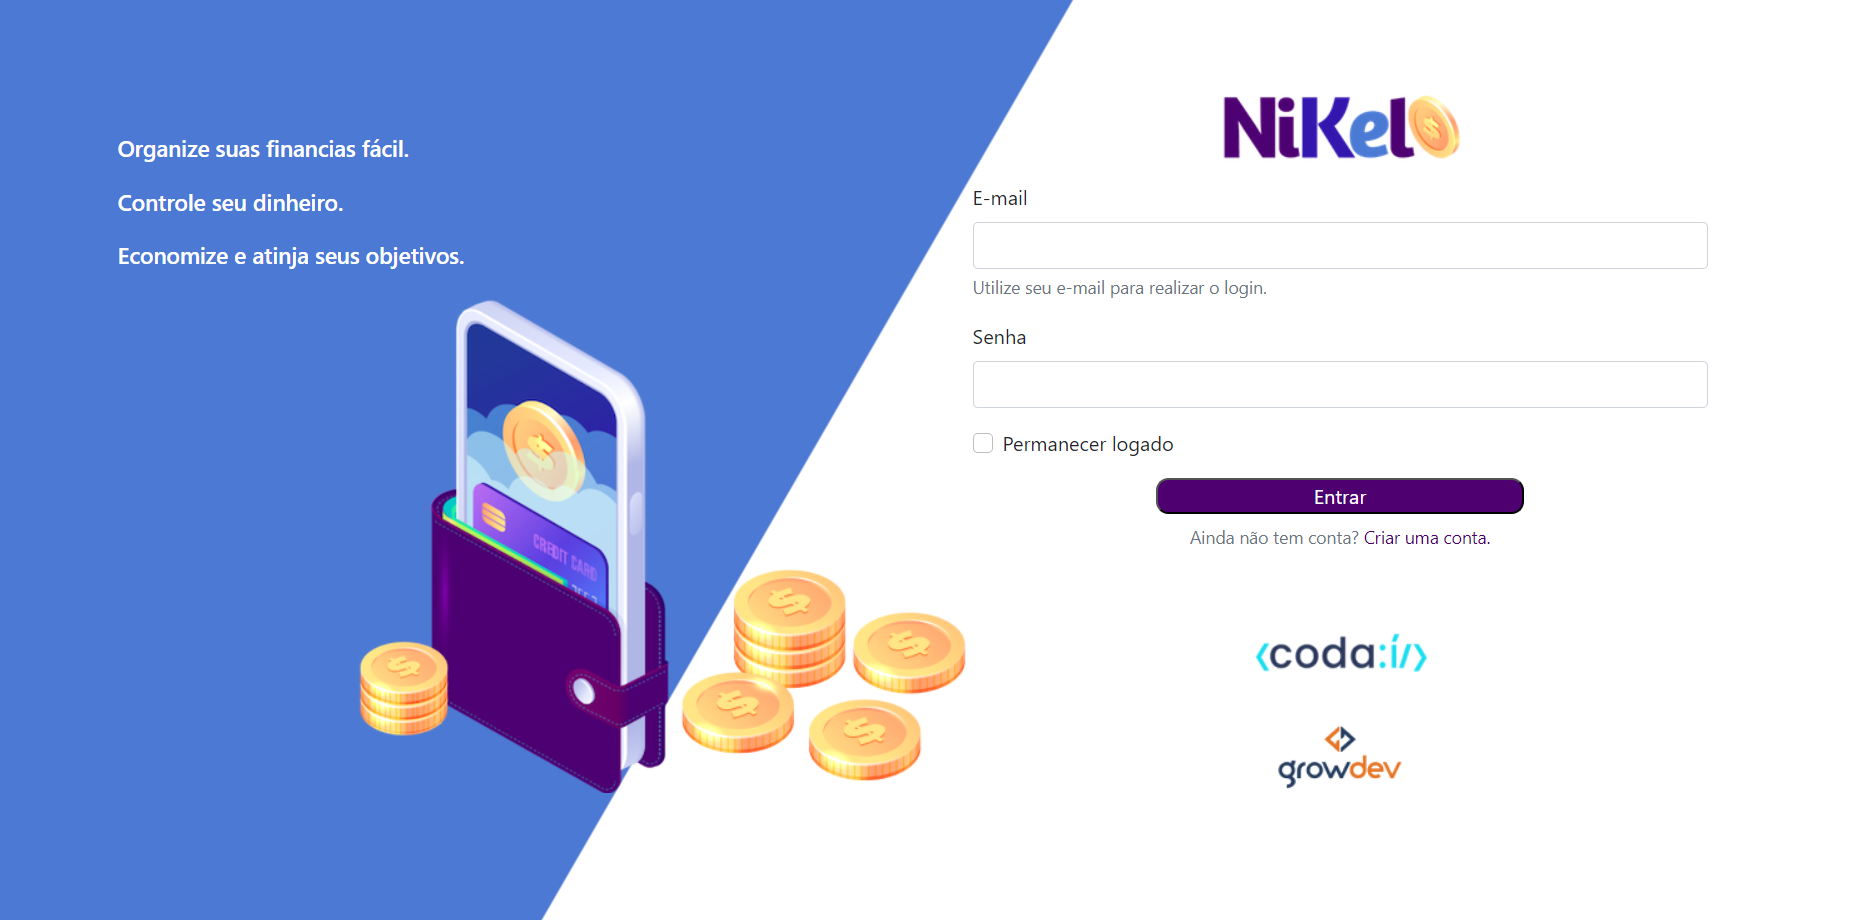 Organize suas financias fácil.
Controle seu dinheiro.
Economize e atinja seus objetivos.
CREDIT CARD
NiKel
E-mail
Utilize seu e-mail para realizar o login.
Senha
Permanecer logado
Entrar
Ainda não tem conta? Criar uma conta.
<coda:í/>
growdev